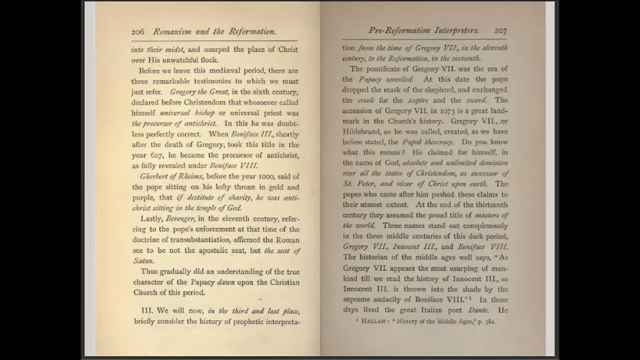 206 Romanism and the Reformation.
into their midst, and usurped the place of Christ
over His unwatchful flock.
Before we leave this mediæval period, there are
three remarkable testimonies to which we must
just refer. Gregory the Great, in the sixth century,
declared before Christendom that whosoever called
himself universal bishop or universal priest was
the precursor of antichrist. In this he was doubt-
less perfectly correct. When Boniface III., shortly
after the death of Gregory, took this title in the
year 607, he became the precursor of antichrist,
as fully revealed under Boniface VIII.
Gherbert of Rheims, before the year 1000, said
of the pope sitting on his lofty throne in gold and
purple, that if destitute of charity, he was anti-
christ sitting in the temple of God.
Lastly, Berenger, in the eleventh century, refer-
ring to the pope's enforcement at that time of the
doctrine of transubstantiation, affirmed the Roman
see to be not the apostolic seat, but the seat of
Satan.
Thus gradually did an understanding of the true
character of the Papacy dawn upon the Christian
Church of this period.
III. We will now, in the third and last place,
briefly consider the history of prophetic interpreta-
Pre-Reformation Interpreters. 207
tion from the time of Gregory VII., in the eleventh
century, to the Reformation, in the sixteenth.
The pontificate of Gregory VII. was the era of
the Papacy unveiled. At this date the pope
dropped the mask of the shepherd, and exchanged
the crook for the sceptre and the sword. The
accession of Gregory VII. in 1073 is a great land-
mark in the Church's history. Gregory VII., or
Hildebrand, as he was called, created, as we have
before stated, the Papal theocracy. Do you know
what this means? He claimed for himself, in
the name of God, absolute and unlimited dominion
over all the states of Christendom, as successor of
St. Peter, and vicar of Christ upon earth. The
popes who came after him pushed these claims to
their utmost extent. At the end of the thirteenth
century they assumed the proud title of masters of
the world. Three names stand out conspicuously
in the three middle centuries of this dark period,
Gregory VII., Innocent III., and Boniface VIII.
The historian of the middle ages well says, "As
Gregory VII. appears the most usurping of man-
kind till we read the history of Innocent III., so
Innocent III. is thrown into the shade by the
supreme audacity of Boniface VIII." ¹ In those
days lived the great Italian poet Dante. He
¹ HALLAM: "History of the Middle Ages," p. 384.